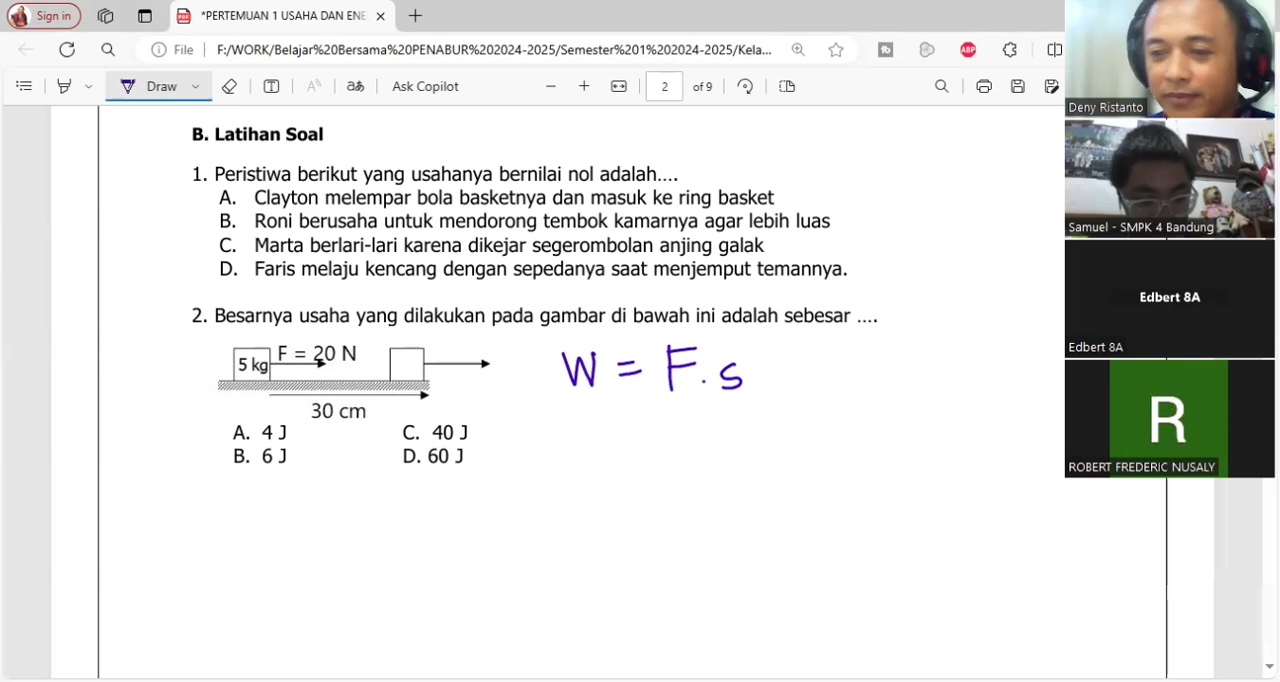 Sign in
*PERTEMUAN 1 USAHA DAN ENE
File F:/WORK/Belajar%20Bersama%20PENABUR%202024-2025/Semester%201%202024-2025/Kela...
ABP
Draw
aあ
Ask Copilot
2 of 9
B. Latihan Soal
1. Peristiwa berikut yang usahanya bernilai nol adalah....
A. Clayton melempar bola basketnya dan masuk ke ring basket
B. Roni berusaha untuk mendorong tembok kamarnya agar lebih luas
C. Marta berlari-lari karena dikejar segerombolan anjing galak
D. Faris melaju kencang dengan sepedanya saat menjemput temannya.
2. Besarnya usaha yang dilakukan pada gambar di bawah ini adalah sebesar ....
5 kg F = 20 N
W = F. s
30 cm
A. 4 J C. 40 J
B. 6 J D. 60 J
Deny Ristanto
Samuel - SMPK 4 Bandung
Edbert 8A
Edbert 8A
R
ROBERT FREDERIC NUSALY